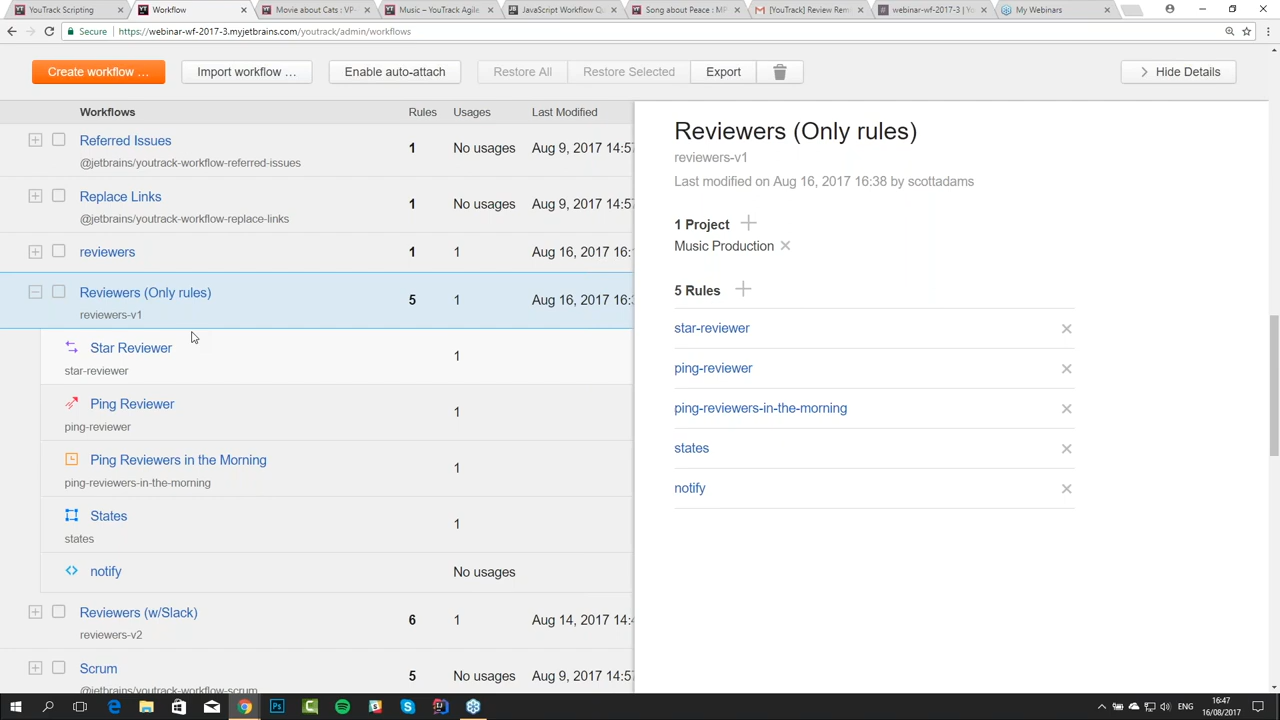 YouTrack Scripting
Workflow
Movie about Cats : VP-
Music – YouTrack Agile
JavaScript Workflow Qu
Song about Peace : MP
[YouTrack] Review Rem
webinar-wf-2017-3 | Yo
My Webinars
Secure https://webinar-wf-2017-3.myjetbrains.com/youtrack/admin/workflows
Create workflow ...
Import workflow ...
Enable auto-attach
Restore All
Restore Selected
Export
Hide Details
Workflows Rules Usages Last Modified
Referred Issues 1 No usages Aug 9, 2017 14:57
@jetbrains/youtrack-workflow-referred-issues
Replace Links 1 No usages Aug 9, 2017 14:57
@jetbrains/youtrack-workflow-replace-links
reviewers 1 1 Aug 16, 2017 16:
Reviewers (Only rules) 5 1 Aug 16, 2017 16:3
reviewers-v1
Star Reviewer 1
star-reviewer
Ping Reviewer 1
ping-reviewer
Ping Reviewers in the Morning 1
ping-reviewers-in-the-morning
States 1
states
notify No usages
Reviewers (w/Slack) 6 1 Aug 14, 2017 14:4
reviewers-v2
Scrum 5 No usages Aug 9, 2017 14:57
@jetbrains/youtrack-workflow-scrum
Reviewers (Only rules)
reviewers-v1
Last modified on Aug 16, 2017 16:38 by scottadams
1 Project
Music Production
5 Rules
star-reviewer
ping-reviewer
ping-reviewers-in-the-morning
states
notify
16:47
16/08/2017